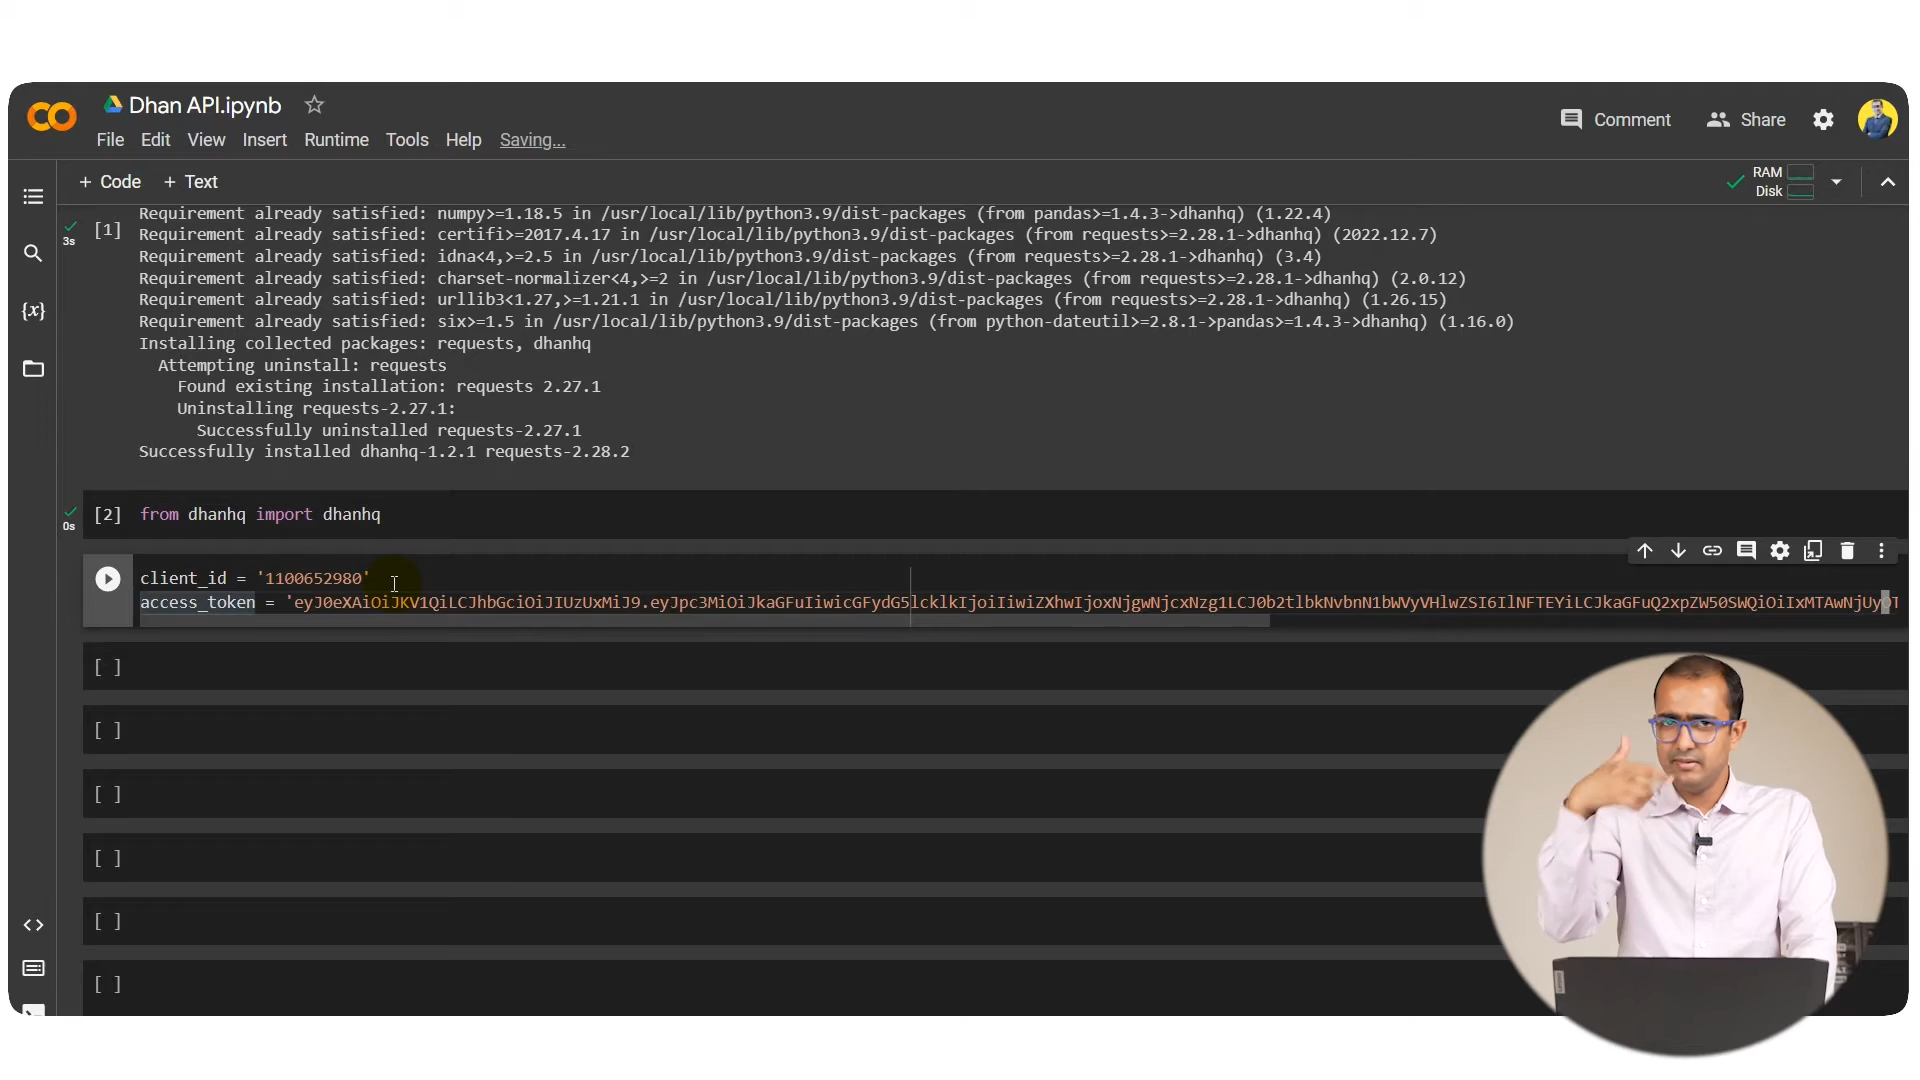 Dhan API.ipynb
File Edit View Insert Runtime Tools Help Saving...
Comment Share
+ Code + Text
RAM
Disk
[1]
3s
Requirement already satisfied: numpy>=1.18.5 in /usr/local/lib/python3.9/dist-packages (from pandas>=1.4.3->dhanhq) (1.22.4)
Requirement already satisfied: certifi>=2017.4.17 in /usr/local/lib/python3.9/dist-packages (from requests>=2.28.1->dhanhq) (2022.12.7)
Requirement already satisfied: idna<4,>=2.5 in /usr/local/lib/python3.9/dist-packages (from requests>=2.28.1->dhanhq) (3.4)
Requirement already satisfied: charset-normalizer<4,>=2 in /usr/local/lib/python3.9/dist-packages (from requests>=2.28.1->dhanhq) (2.0.12)
Requirement already satisfied: urllib3<1.27,>=1.21.1 in /usr/local/lib/python3.9/dist-packages (from requests>=2.28.1->dhanhq) (1.26.15)
Requirement already satisfied: six>=1.5 in /usr/local/lib/python3.9/dist-packages (from python-dateutil>=2.8.1->pandas>=1.4.3->dhanhq) (1.16.0)
Installing collected packages: requests, dhanhq
Attempting uninstall: requests
Found existing installation: requests 2.27.1
Uninstalling requests-2.27.1:
Successfully uninstalled requests-2.27.1
Successfully installed dhanhq-1.2.1 requests-2.28.2
[2] from dhanhq import dhanhq
0s
client_id = '1100652980'
access_token =
[ ]
[ ]
[ ]
[ ]
[ ]
[ ]